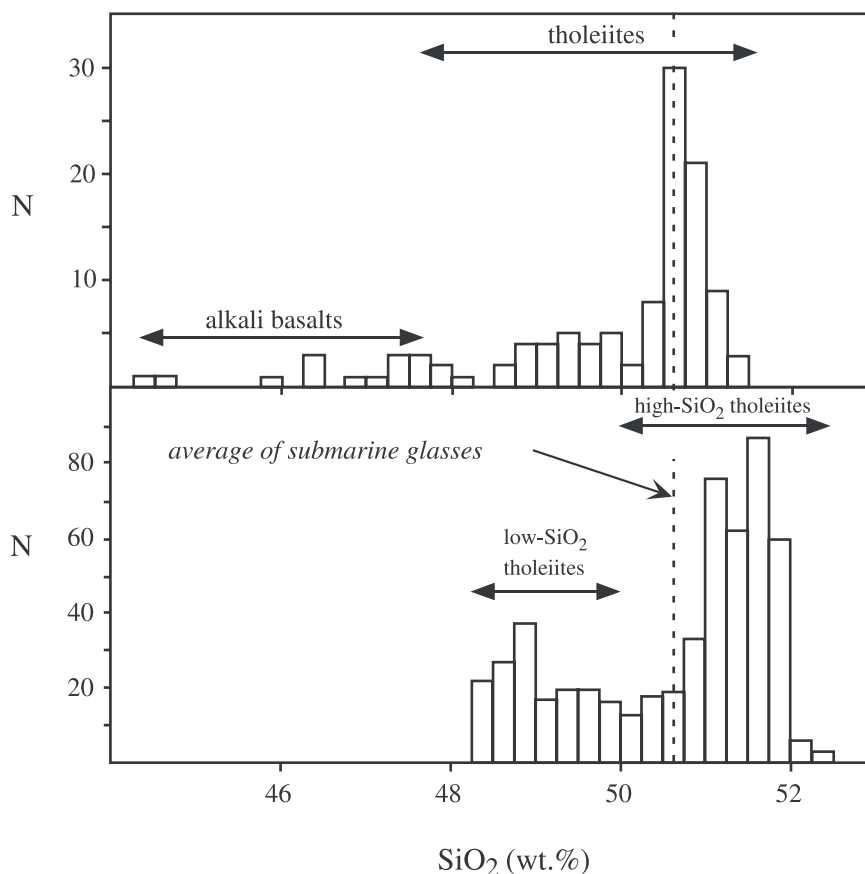 tholeiites
30
20
N
10
alkali basalts
high-SiO2 tholeiites
average of submarine glasses
80
low-SiO2
tholeiites
N
60
40
20
46 48 50 52
SiO2 (wt.%)